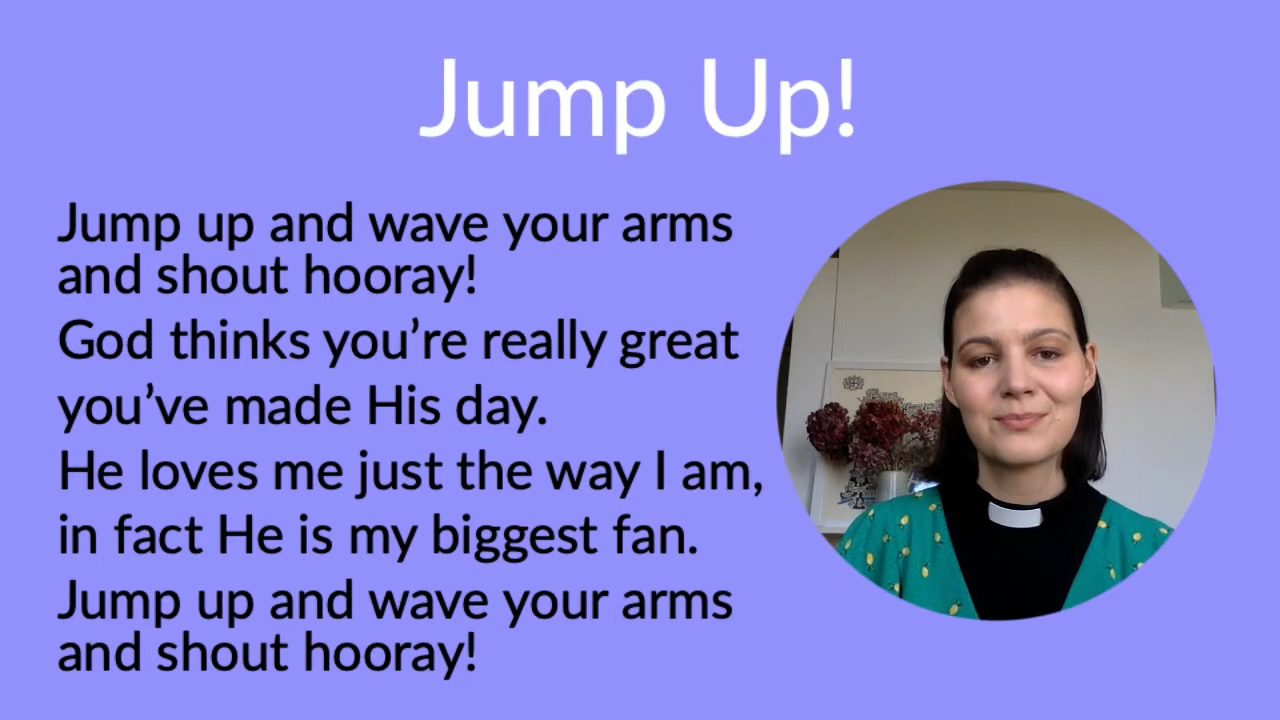 Jump Up!
Jump up and wave your arms
and shout hooray!
God thinks you’re really great
you’ve made His day.
He loves me just the way I am,
in fact He is my biggest fan.
Jump up and wave your arms
and shout hooray!